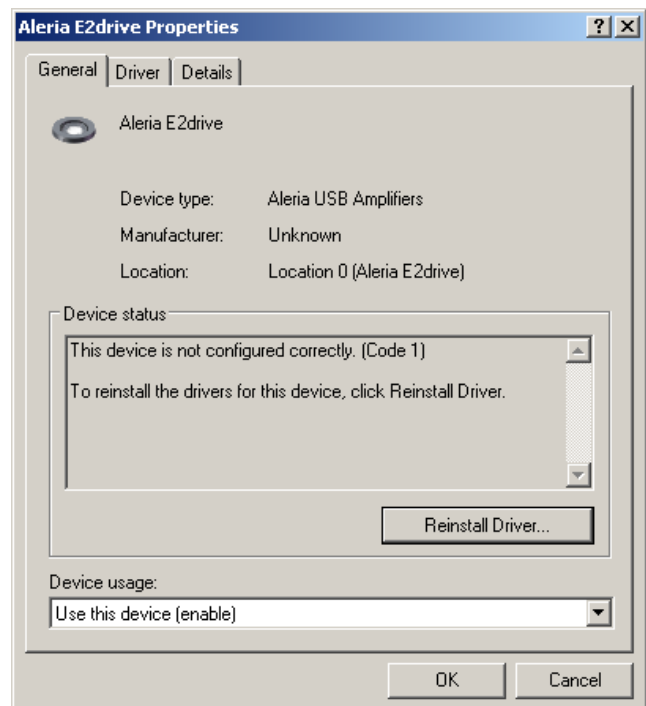 Aleria E2drive Properties
General Driver Details
Aleria E2drive
Device type: Aleria USB Amplifiers
Manufacturer: Unknown
Location: Location 0 (Aleria E2drive)
Device status
This device is not configured correctly. (Code 1)
To reinstall the drivers for this device, click Reinstall Driver.
Reinstall Driver...
Device usage:
Use this device (enable)
OK Cancel